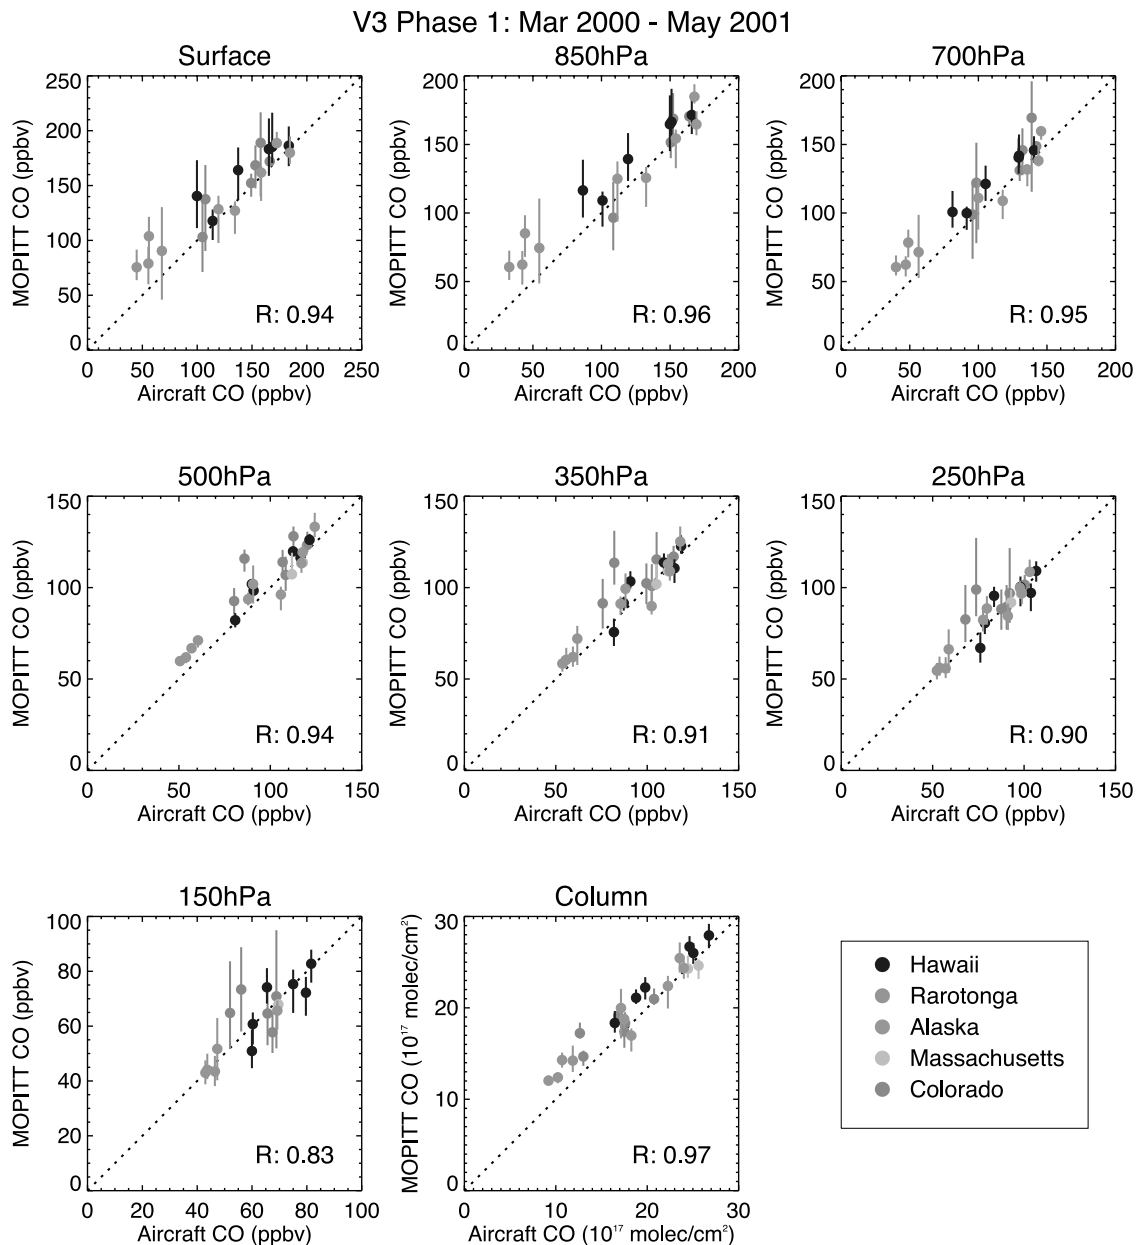 V3 Phase 1: Mar 2000 - May 2001
Surface
MOPITT CO (ppbv)
250
200
150
100
50
0
0 50 100 150 200 250
Aircraft CO (ppbv)
R: 0.94
850hPa
MOPITT CO (ppbv)
200
150
100
50
0
0 50 100 150 200
Aircraft CO (ppbv)
R: 0.96
700hPa
MOPITT CO (ppbv)
200
150
100
50
0
0 50 100 150 200
Aircraft CO (ppbv)
R: 0.95
500hPa
MOPITT CO (ppbv)
150
100
50
0
0 50 100 150
Aircraft CO (ppbv)
R: 0.94
350hPa
MOPITT CO (ppbv)
150
100
50
0
0 50 100 150
Aircraft CO (ppbv)
R: 0.91
250hPa
MOPITT CO (ppbv)
150
100
50
0
0 50 100 150
Aircraft CO (ppbv)
R: 0.90
150hPa
MOPITT CO (ppbv)
100
80
60
40
20
0
0 20 40 60 80 100
Aircraft CO (ppbv)
R: 0.83
Column
MOPITT CO (10¹⁷ molec/cm²)
30
20
10
0
0 10 20 30
Aircraft CO (10¹⁷ molec/cm²)
R: 0.97
Hawaii
Rarotonga
Alaska
Massachusetts
Colorado